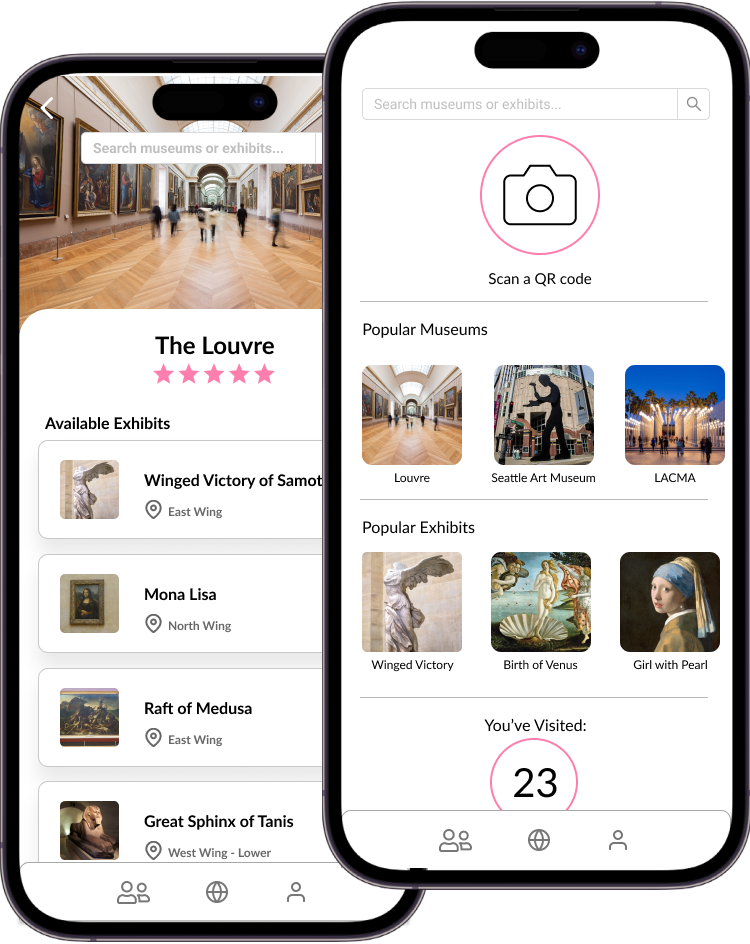 Search museums or exhibits...
The Louvre
Available Exhibits
Winged Victory of Samot
East Wing
Mona Lisa
North Wing
Raft of Medusa
East Wing
Great Sphinx of Tanis
West Wing - Lower
Search museums or exhibits...
Scan a QR code
Popular Museums
Louvre
Seattle Art Museum
LACMA
Popular Exhibits
Winged Victory
Birth of Venus
Girl with Pearl
You've Visited:
23